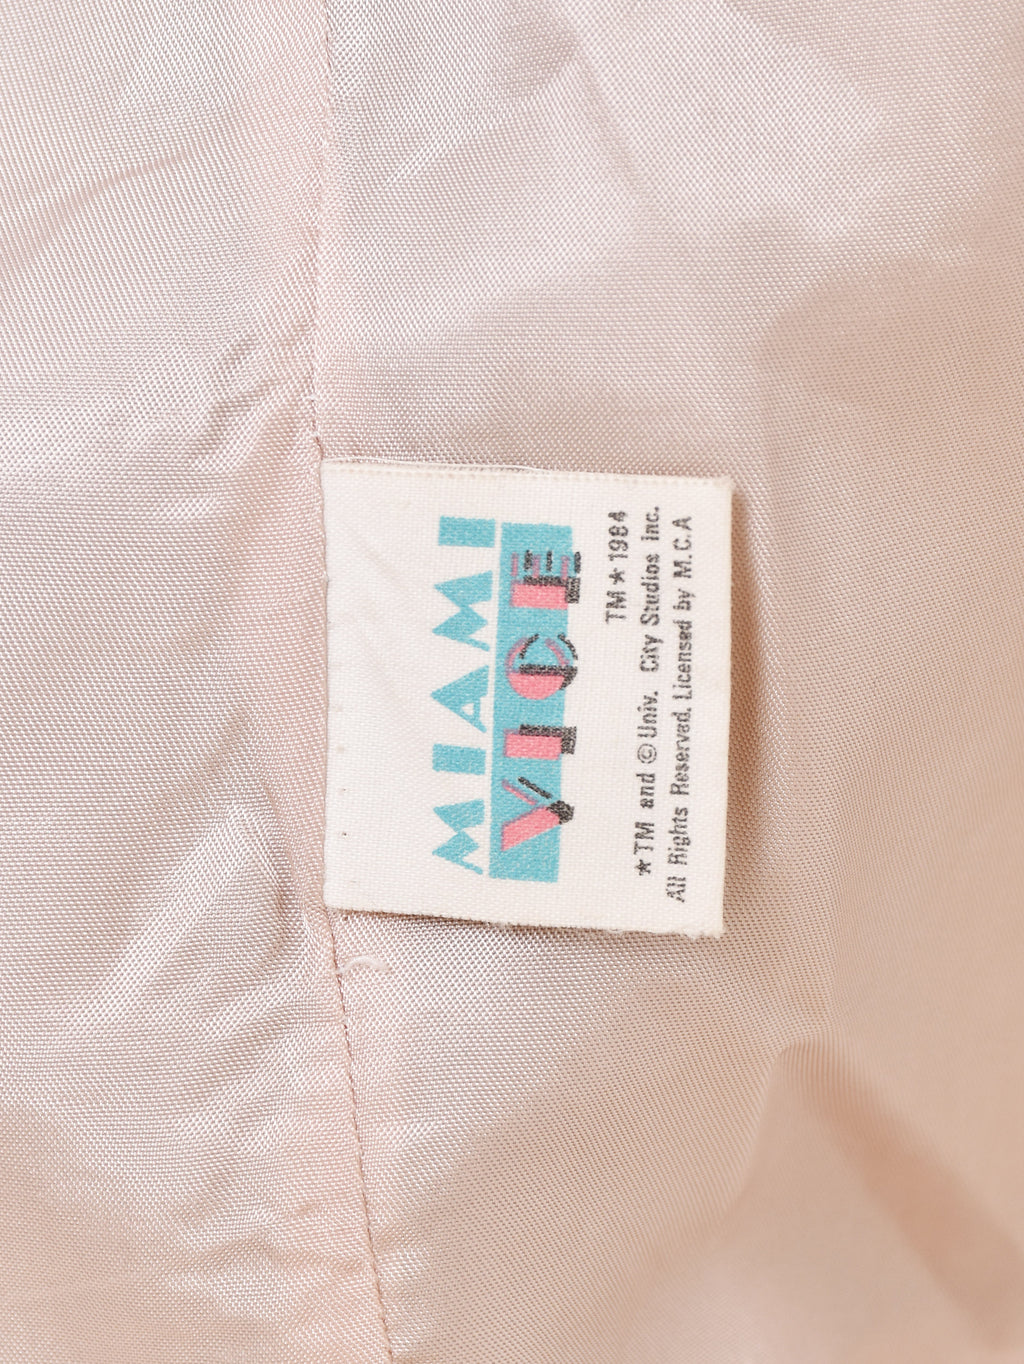 MIAMI
VICE
TM★1984
★TM and ©Univ. City Studios Inc.
All Rights Reserved. Licensed by M.C.A